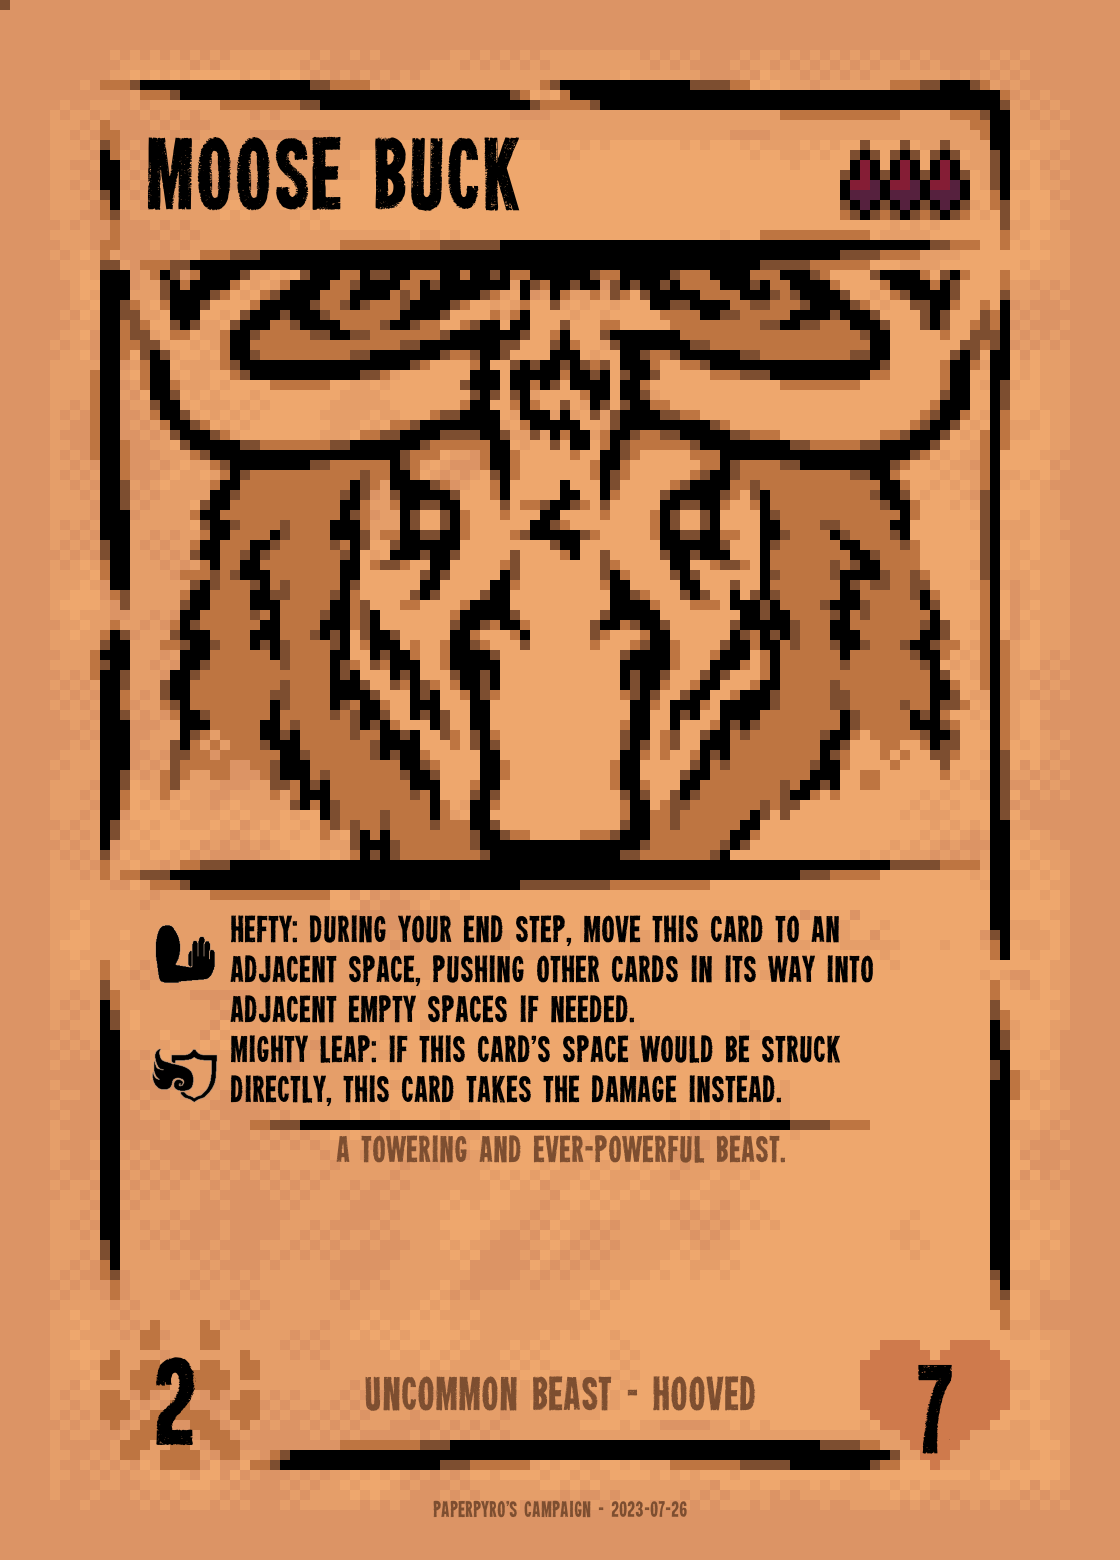 MOOSE BUCK
HEFTY: DURING YOUR END STEP, MOVE THIS CARD TO AN
ADJACENT SPACE, PUSHING OTHER CARDS IN ITS WAY INTO
ADJACENT EMPTY SPACES IF NEEDED.
MIGHTY LEAP: IF THIS CARD'S SPACE WOULD BE STRUCK
DIRECTLY, THIS CARD TAKES THE DAMAGE INSTEAD.
A TOWERING AND EVER-POWERFUL BEAST.
2
UNCOMMON BEAST - HOOVED
7
PAPERPYRO'S CAMPAIGN - 2023-07-26